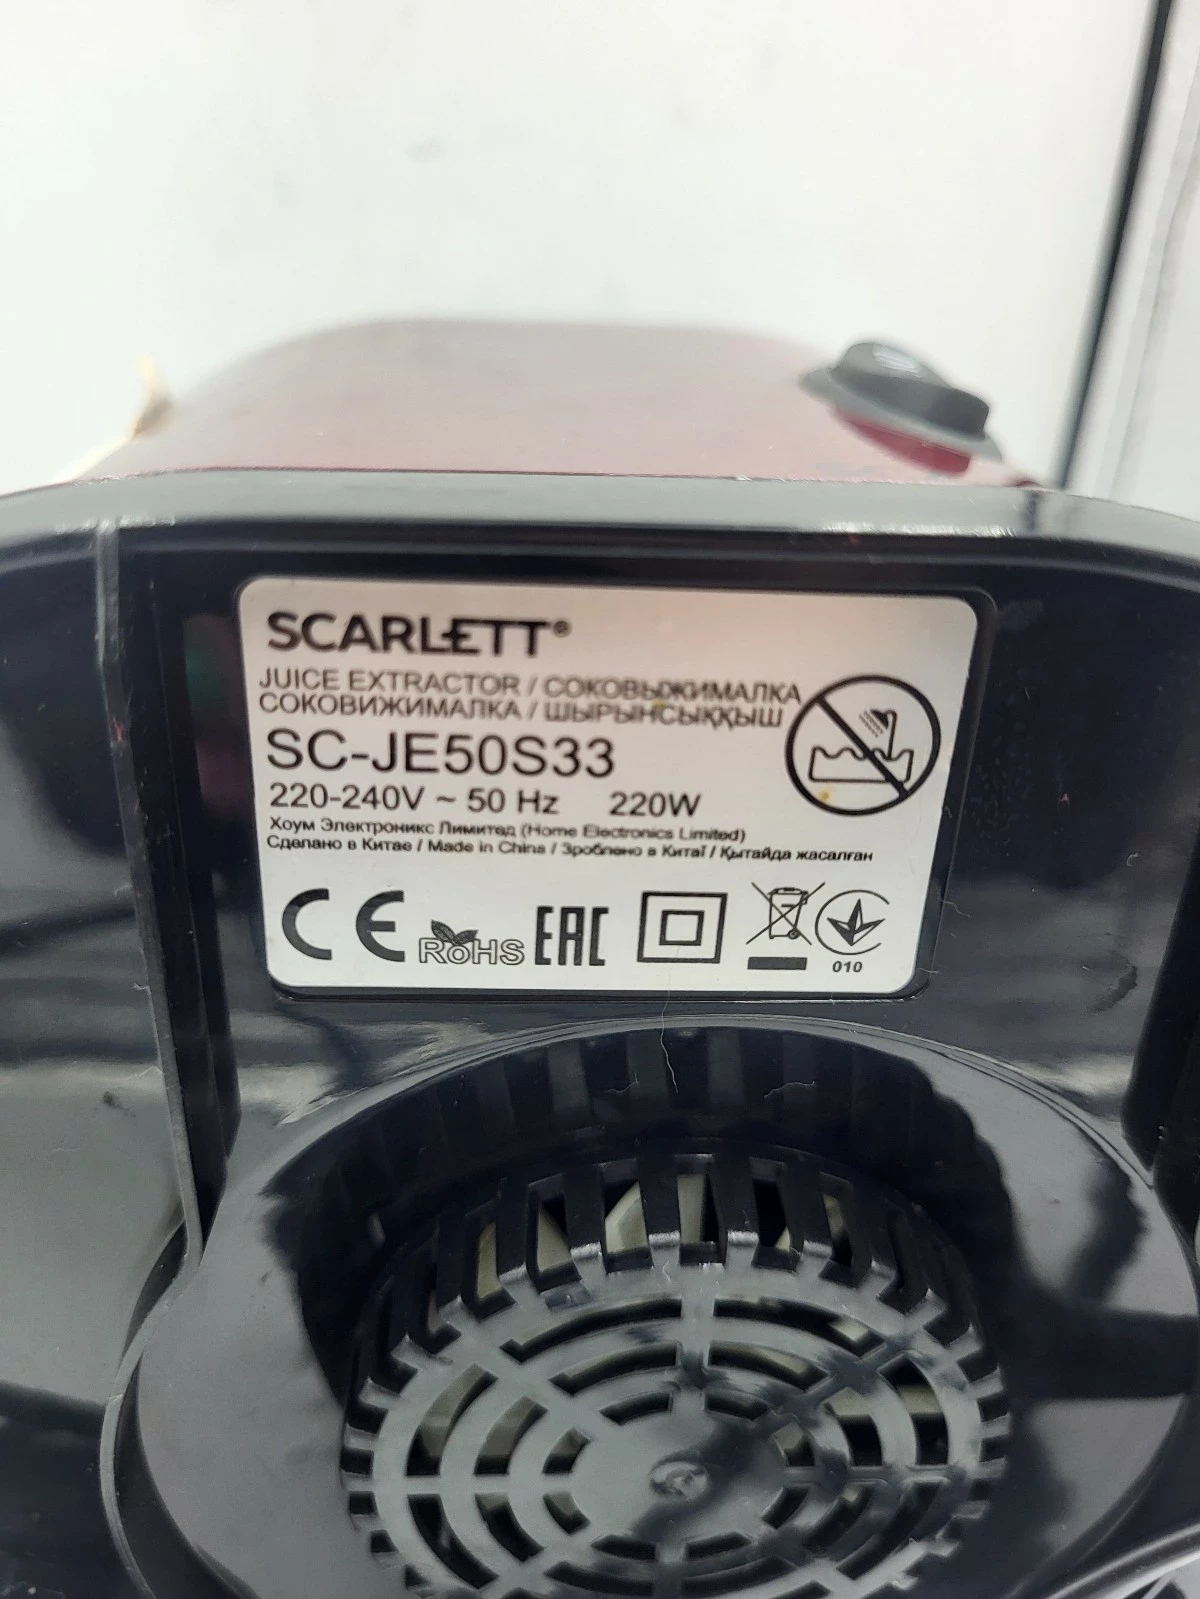 SCARLETT®
JUICE EXTRACTOR / СОКОВЫЖИМАЛКА
СОКОВИЖИМАЛКА / ШЫРЫНСЫҚҚЫШ
SC-JE50S33
220-240V ~ 50 Hz 220W
Хоум Электроникс Лимитед (Home Electronics Limited)
Сделано в Китае / Made in China / Зроблено в Китаї / Қытайда жасалған
CE RoHS EAC
010